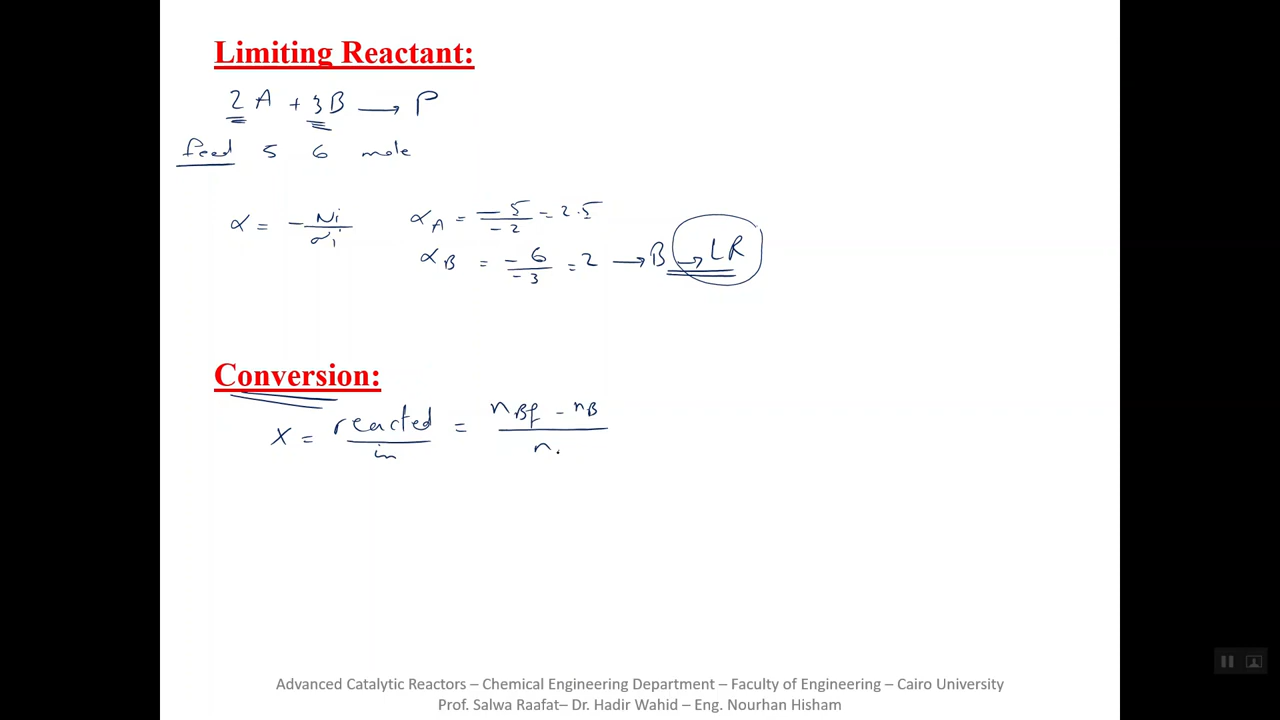 Limiting Reactant:
2 A + 3 B → P
feed 5 6 mole
α = - Ni / σi αA = -5 / -2 = 2.5
αB = -6 / -3 = 2 → B → LR
Conversion:
X = reacted / in = nBf - nB / n.
Advanced Catalytic Reactors – Chemical Engineering Department – Faculty of Engineering – Cairo University
Prof. Salwa Raafat– Dr. Hadir Wahid – Eng. Nourhan Hisham